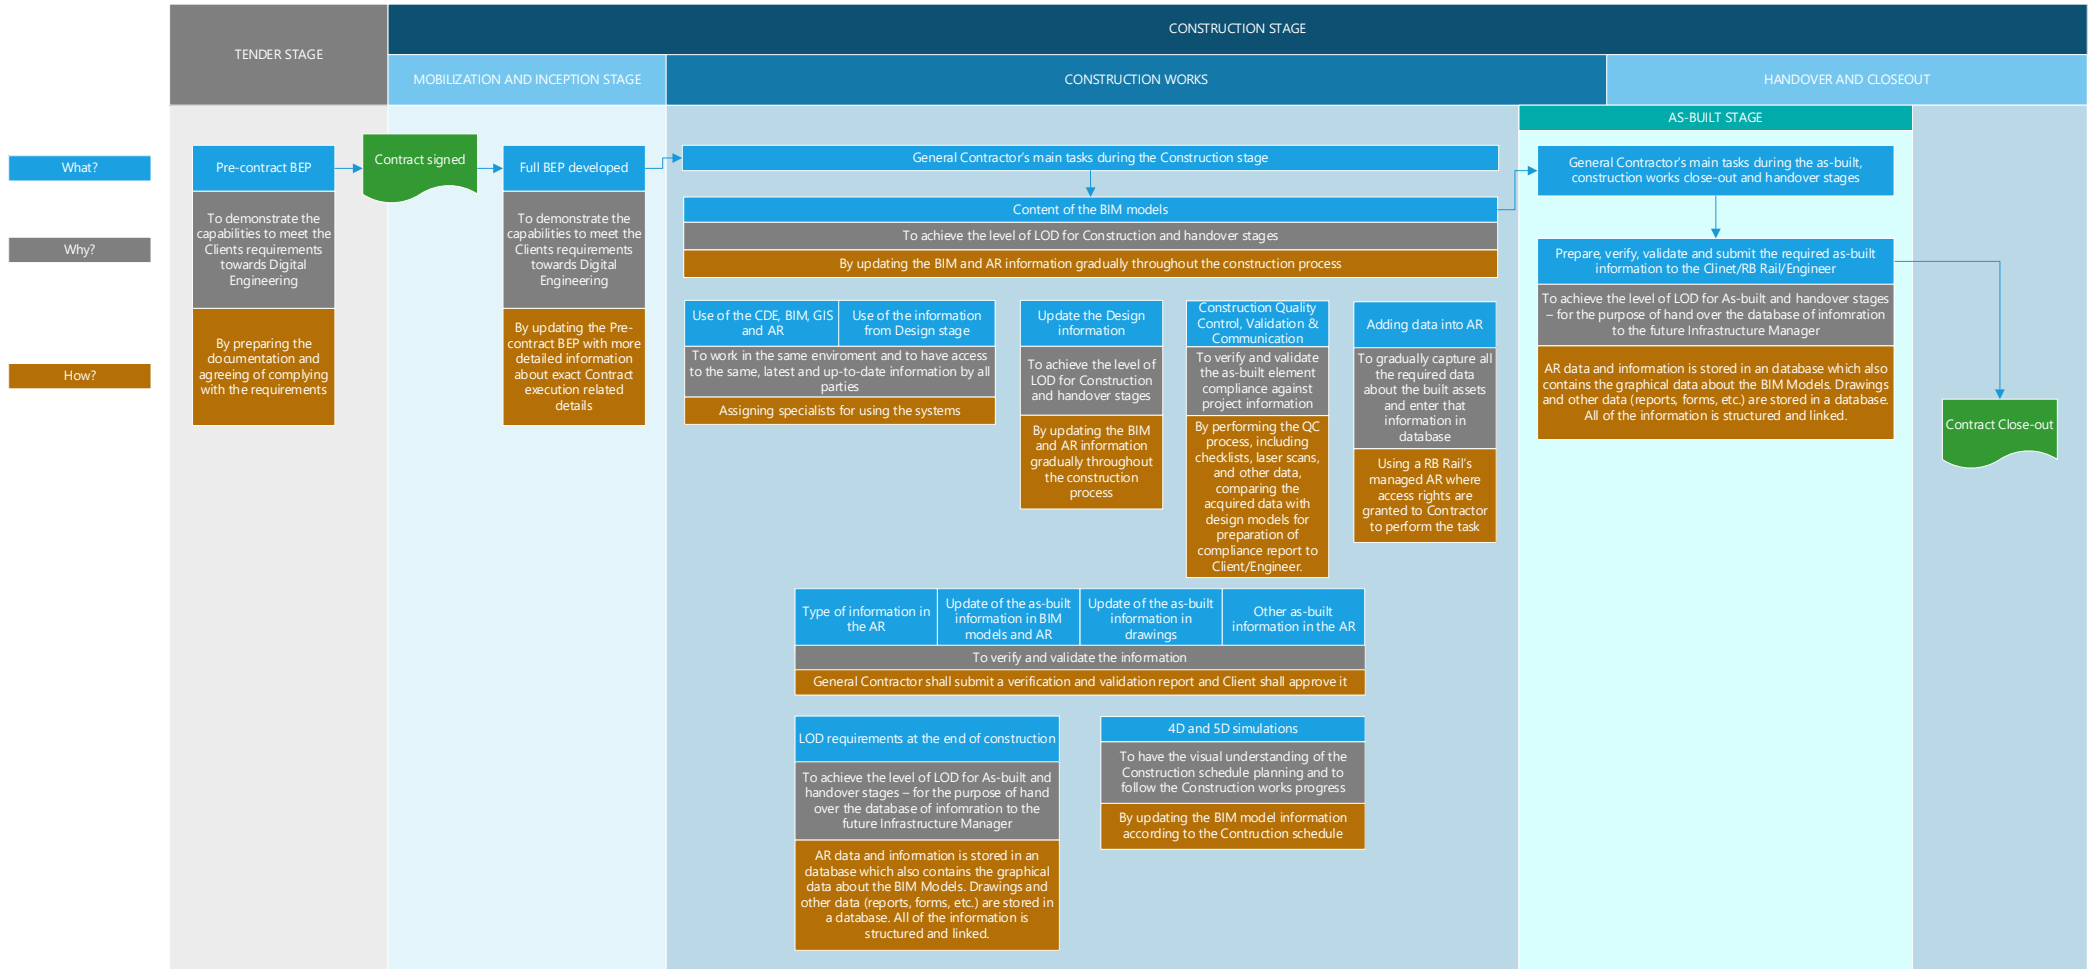 TENDER STAGE
CONSTRUCTION STAGE
MOBILIZATION AND INCEPTION STAGE
CONSTRUCTION WORKS
HANDOVER AND CLOSEOUT
AS-BUILT STAGE
What?
Why?
How?
Pre-contract BEP
To demonstrate the
capabilities to meet the
Clients requirements
towards Digital
Engineering
By preparing the
documentation and
agreeing of complying
with the requirements
Contract signed
Full BEP developed
To demonstrate the
capabilities to meet the
Clients requirements
towards Digital
Engineering
By updating the Pre-
contract BEP with more
detailed information
about exact Contract
execution related
details
General Contractor's main tasks during the Construction stage
Content of the BIM models
To achieve the level of LOD for Construction and handover stages
By updating the BIM and AR information gradually throughout the construction process
Use of the CDE, BIM, GIS
and AR
Use of the information
from Design stage
To work in the same enviroment and to have access
to the same, latest and up-to-date information by all
parties
Assigning specialists for using the systems
Update the Design
information
To achieve the level of
LOD for Construction
and handover stages
By updating the BIM
and AR information
gradually throughout
the construction
process
Construction Quality
Control, Validation &
Communication
To verify and validate
the as-built element
compliance against
project information
By performing the QC
process, including
checklists, laser scans,
and other data,
comparing the
acquired data with
design models for
preparation of
compliance report to
Client/Engineer.
Adding data into AR
To gradually capture all
the required data
about the built assets
and enter that
information in
database
Using a RB Rail's
managed AR where
access rights are
granted to Contractor
to perform the task
Type of information in
the AR
Update of the as-built
information in BIM
models and AR
Update of the as-built
information in
drawings
Other as-built
information in the AR
To verify and validate the information
General Contractor shall submit a verification and validation report and Client shall approve it
LOD requirements at the end of construction
To achieve the level of LOD for As-built and
handover stages – for the purpose of hand
over the database of infomration to the
future Infrastructure Manager
AR data and information is stored in an
database which also contains the graphical
data about the BIM Models. Drawings and
other data (reports, forms, etc.) are stored in
a database. All of the information is
structured and linked.
4D and 5D simulations
To have the visual understanding of the
Construction schedule planning and to
follow the Construction works progress
By updating the BIM model information
according to the Contruction schedule
General Contractor's main tasks during the as-built,
construction works close-out and handover stages
Prepare, verify, validate and submit the required as-built
information to the Clinet/RB Rail/Engineer
To achieve the level of LOD for As-built and handover stages
– for the purpose of hand over the database of infomration
to the future Infrastructure Manager
AR data and information is stored in an database which also
contains the graphical data about the BIM Models. Drawings
and other data (reports, forms, etc.) are stored in a database.
All of the information is structured and linked.
Contract Close-out